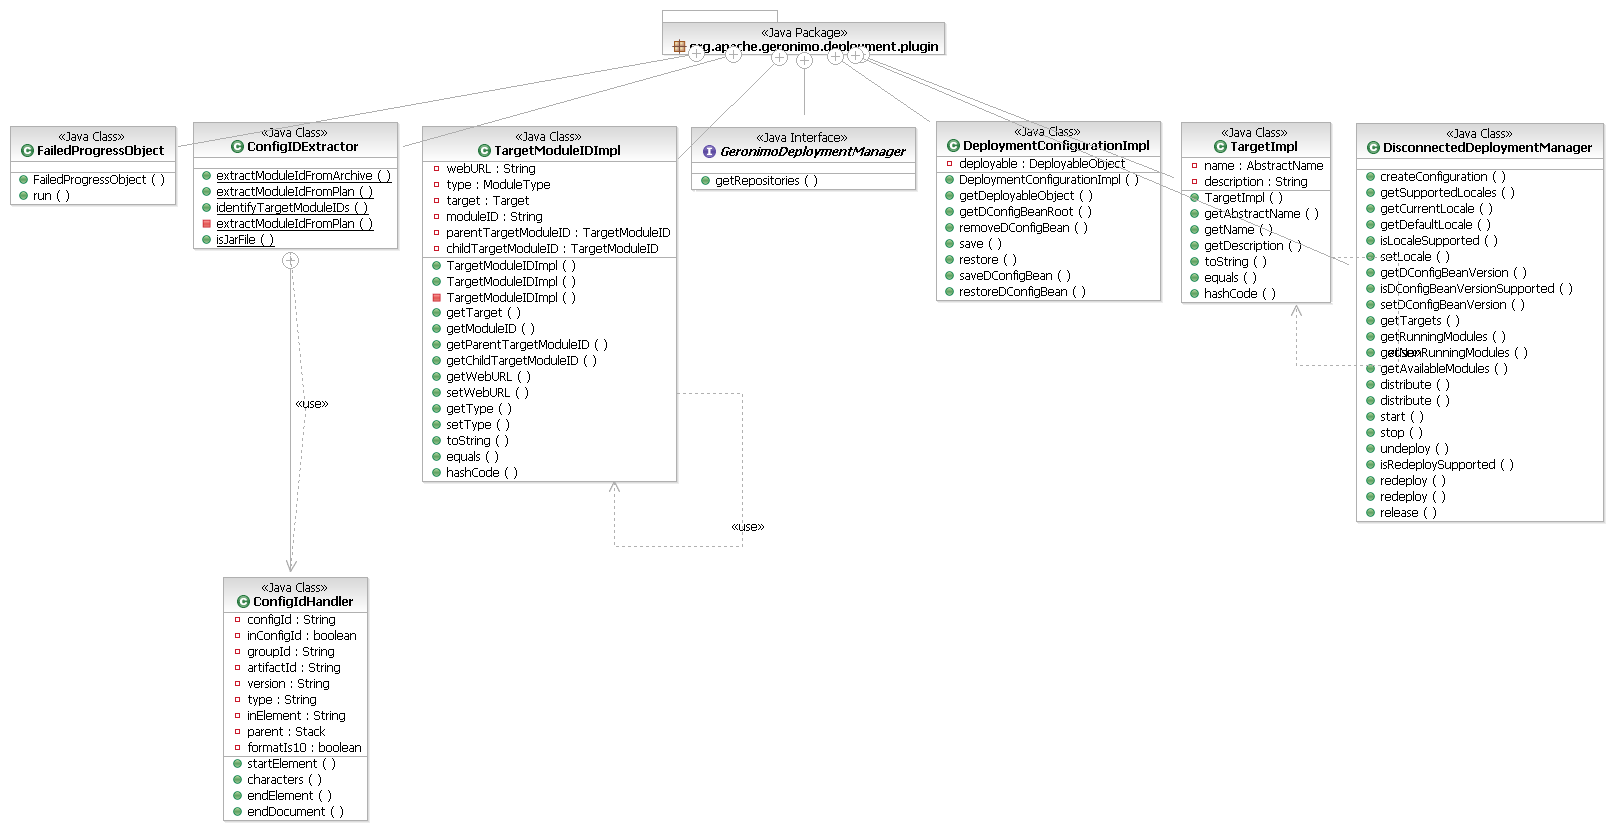 «Java Package»
org.apache.geronimo.deployment.plugin
«Java Class»
FailedProgressObject
FailedProgressObject ( )
run ( )
«Java Class»
ConfigIDExtractor
extractModuleIdFromArchive ( )
extractModuleIdFromPlan ( )
identifyTargetModuleIDs ( )
extractModuleIdFromPlan ( )
isJarFile ( )
«Java Class»
TargetModuleIDImpl
webURL : String
type : ModuleType
target : Target
moduleID : String
parentTargetModuleID : TargetModuleID
childTargetModuleID : TargetModuleID
TargetModuleIDImpl ( )
TargetModuleIDImpl ( )
TargetModuleIDImpl ( )
getTarget ( )
getModuleID ( )
getParentTargetModuleID ( )
getChildTargetModuleID ( )
getWebURL ( )
setWebURL ( )
getType ( )
setType ( )
toString ( )
equals ( )
hashCode ( )
«Java Interface»
GeronimoDeploymentManager
getRepositories ( )
«Java Class»
DeploymentConfigurationImpl
deployable : DeployableObject
DeploymentConfigurationImpl ( )
getDeployableObject ( )
getDConfigBeanRoot ( )
removeDConfigBean ( )
save ( )
restore ( )
saveDConfigBean ( )
restoreDConfigBean ( )
«Java Class»
TargetImpl
name : AbstractName
description : String
TargetImpl ( )
getAbstractName ( )
getName ( )
getDescription ( )
toString ( )
equals ( )
hashCode ( )
«Java Class»
DisconnectedDeploymentManager
createConfiguration ( )
getSupportedLocales ( )
getCurrentLocale ( )
getDefaultLocale ( )
isLocaleSupported ( )
setLocale ( )
getDConfigBeanVersion ( )
isDConfigBeanVersionSupported ( )
setDConfigBeanVersion ( )
getTargets ( )
getRunningModules ( )
getNonRunningModules ( )
getAvailableModules ( )
distribute ( )
distribute ( )
start ( )
stop ( )
undeploy ( )
isRedeploySupported ( )
redeploy ( )
redeploy ( )
release ( )
«use»
«use»
«use»
«Java Class»
ConfigIdHandler
configId : String
inConfigId : boolean
groupId : String
artifactId : String
version : String
type : String
inElement : String
parent : Stack
formatIs10 : boolean
startElement ( )
characters ( )
endElement ( )
endDocument ( )